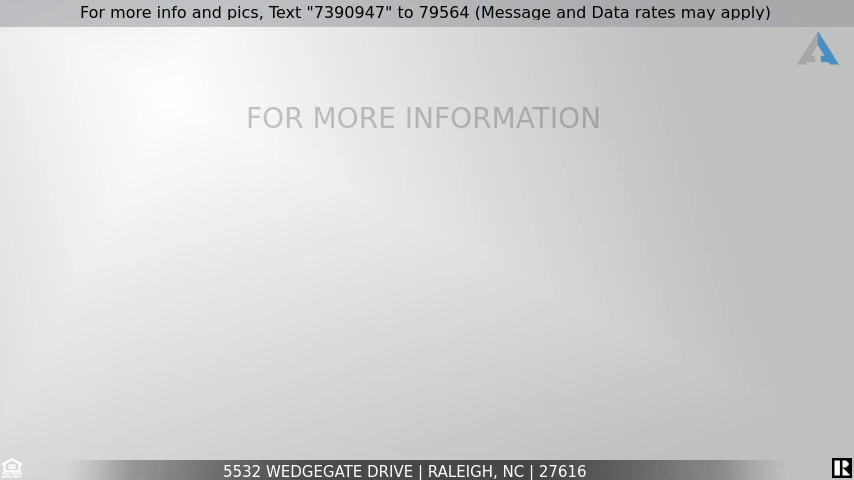 For more info and pics, Text "7390947" to 79564 (Message and Data rates may apply)
FOR MORE INFORMATION
5532 WEDGEGATE DRIVE | RALEIGH, NC | 27616